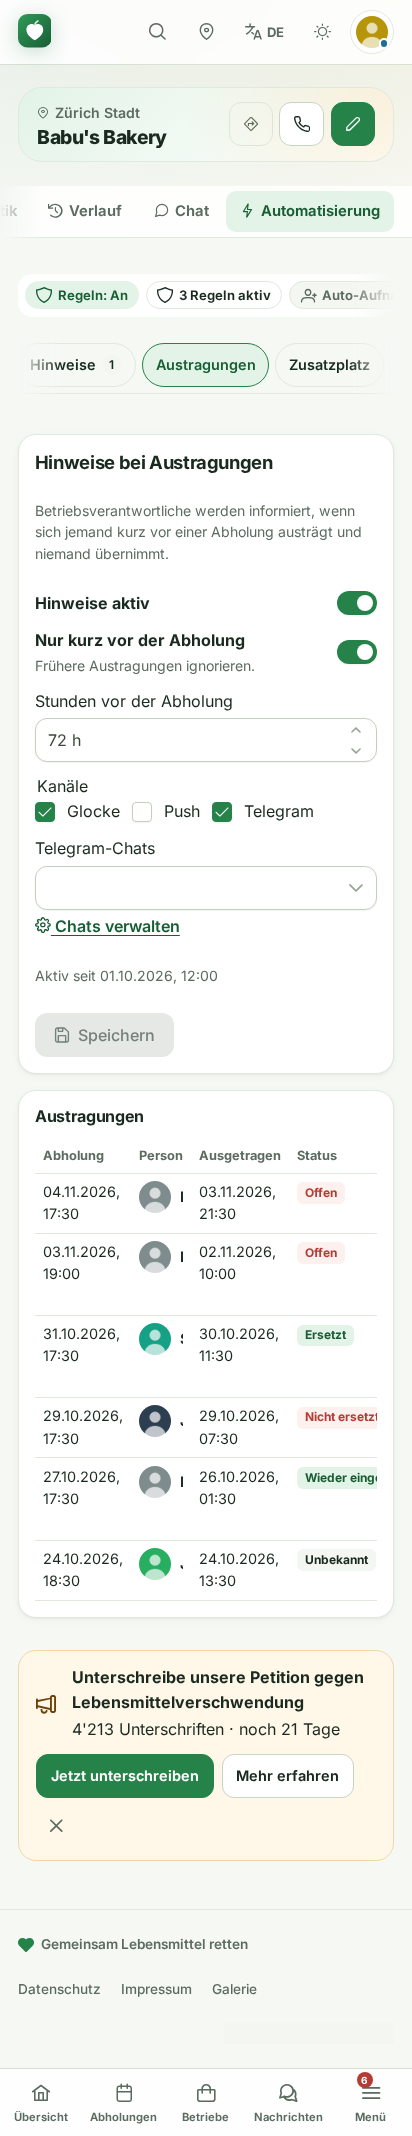 DE
Zürich Stadt
Babu's Bakery
Verlauf
Chat
Automatisierung
Regeln: An
3 Regeln aktiv
Hinweise 1
Austragungen
Zusatzplatz
Hinweise bei Austragungen
Betriebsverantwortliche werden informiert, wenn
sich jemand kurz vor einer Abholung austrägt und
niemand übernimmt.
Hinweise aktiv
Nur kurz vor der Abholung
Frühere Austragungen ignorieren.
Stunden vor der Abholung
72 h
Kanäle
Glocke Push Telegram
Telegram-Chats
Chats verwalten
Aktiv seit 01.10.2026, 12:00
Speichern
Austragungen
Abholung Person Ausgetragen Status
04.11.2026, 03.11.2026, Offen
17:30 21:30
03.11.2026, 02.11.2026, Offen
19:00 10:00
31.10.2026, 30.10.2026, Ersetzt
17:30 11:30
29.10.2026, 29.10.2026, Nicht ersetzt
17:30 07:30
27.10.2026, 26.10.2026, Wieder
17:30 01:30
24.10.2026, 24.10.2026, Unbekannt
18:30 13:30
Unterschreibe unsere Petition gegen
Lebensmittelverschwendung
4'213 Unterschriften · noch 21 Tage
Jetzt unterschreiben
Mehr erfahren
Gemeinsam Lebensmittel retten
Datenschutz Impressum Galerie
6
Übersicht Abholungen Betriebe Nachrichten Menü